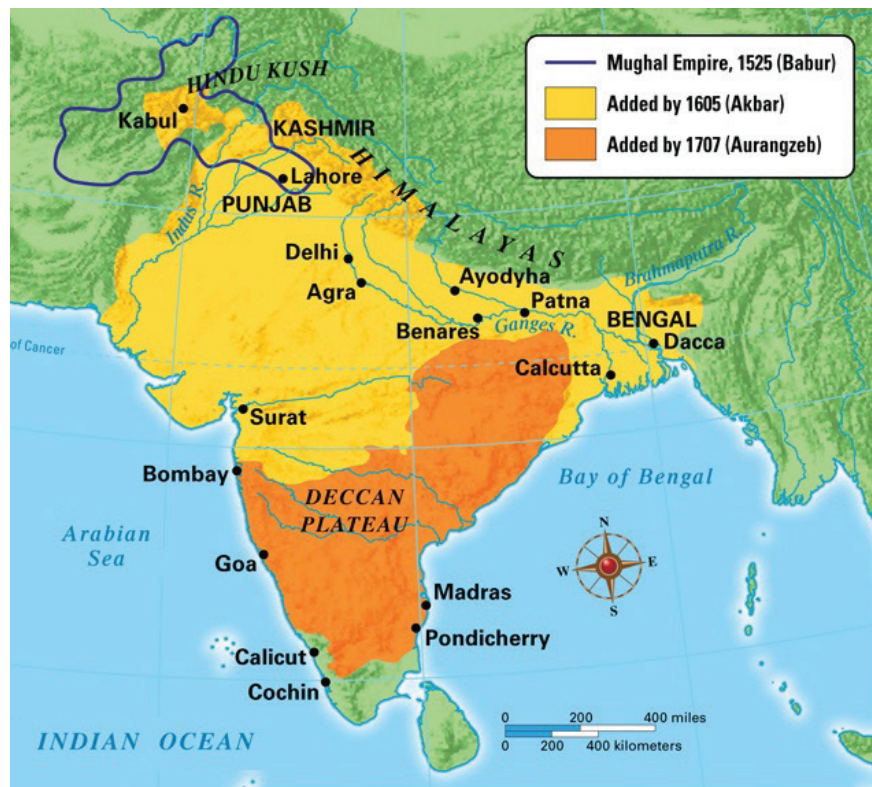 Mughal Empire, 1525 (Babur)
Added by 1605 (Akbar)
Added by 1707 (Aurangzeb)
HINDU KUSH
Kabul
KASHMIR
HIMALAYAS
Lahore
Indus R.
PUNJAB
Delhi
Ayodyha
Brahmaputra R.
Agra
Patna
Benares
Ganges R.
BENGAL
Dacca
of Cancer
Calcutta
Surat
Bombay
Bay of Bengal
DECCAN
PLATEAU
Arabian
Sea
N
W
E
S
Goa
Madras
Pondicherry
Calicut
Cochin
0 200 400 miles
0 200 400 kilometers
INDIAN OCEAN